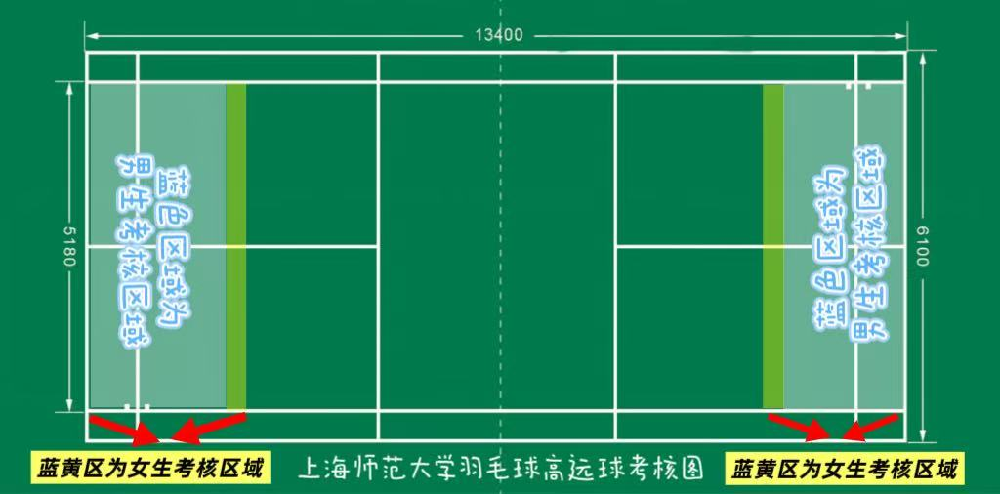 13400
5180
蓝色区域为
男生考核区域
蓝色区域为
男生考核区域
6100
蓝黄区为女生考核区域
上海师范大学羽毛球高远球考核图
蓝黄区为女生考核区域